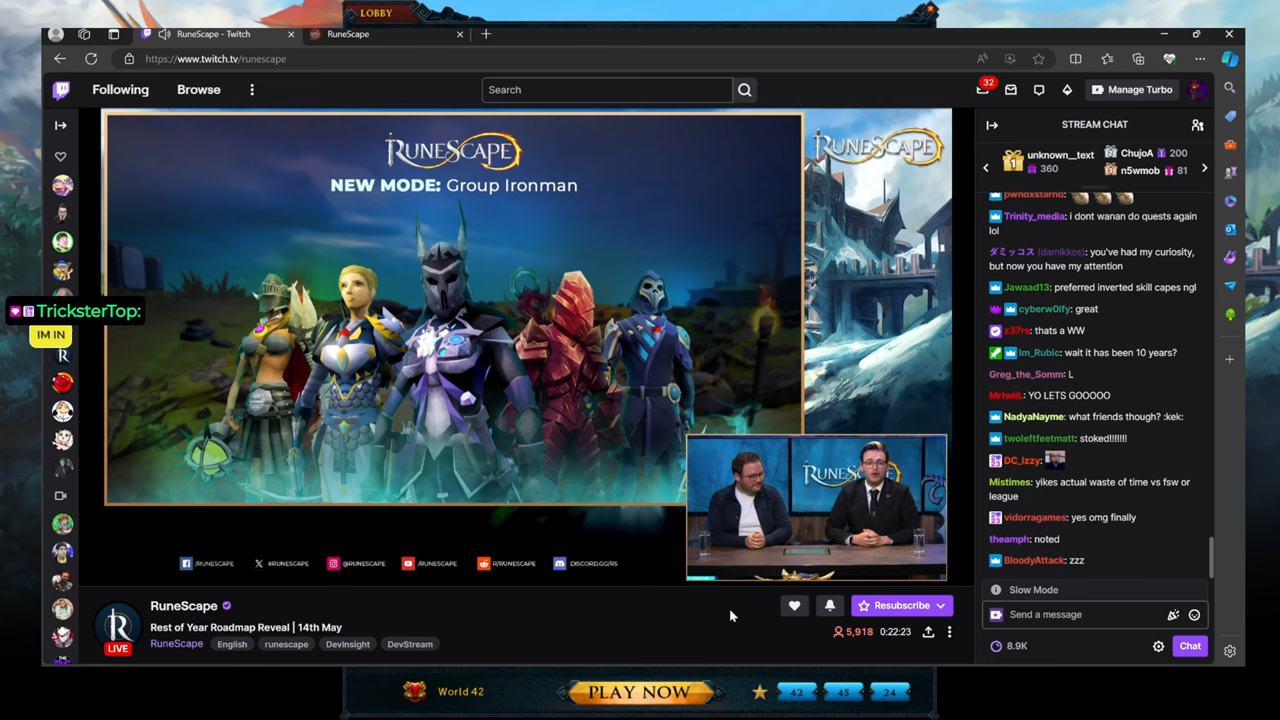 LOBBY
RuneScape - Twitch
RuneScape
https://www.twitch.tv/runescape
32
Following
Browse
Search
Manage Turbo
RUNESCAPE
NEW MODE: Group Ironman
RUNESCAPE
RUNESCAPE
STREAM CHAT
1
unknown__text
360
ChujoA 200
n5wmob 81
pwndxstarnd:
Trinity_media: i dont wanan do quests again
lol
ダミッコス (damikkos): you've had my curiosity,
but now you have my attention
Jawaad13: preferred inverted skill capes ngl
cyberw0lfy: great
z37rs: thats a WW
Im_Rubic: wait it has been 10 years?
Greg_the_Somm: L
MrtwiiL: YO LETS GOOOOO
NadyaNayme: what friends though? :kek:
twoleftfeetmatt: stoked!!!!!!!
DC_Izzy:
Mistimes: yikes actual waste of time vs fsw or
league
vidorragames: yes omg finally
theamph: noted
BloodyAttack: zzz
Slow Mode
Send a message
8.9K
Chat
TricksterTop:
IM IN
/RUNESCAPE
#RUNESCAPE
@RUNESCAPE
/RUNESCAPE
R/RUNESCAPE
DISCORD.GG/RS
RuneScape
Rest of Year Roadmap Reveal | 14th May
RuneScape
English
runescape
DevInsight
DevStream
LIVE
Resubscribe
5,918
0:22:23
World 42
PLAY NOW
42
45
24